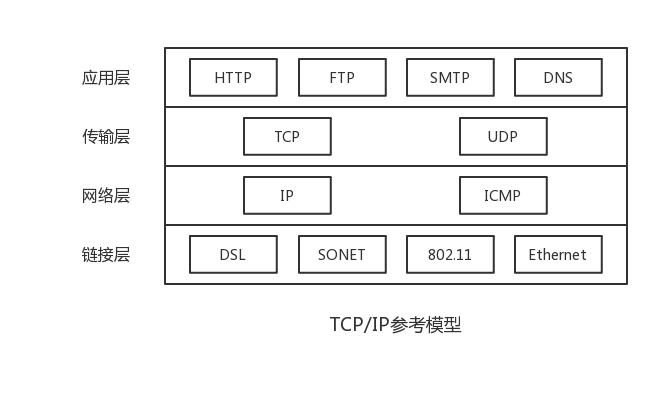 应用层 HTTP FTP SMTP DNS
传输层 TCP UDP
网络层 IP ICMP
链接层 DSL SONET 802.11 Ethernet
TCP/IP参考模型